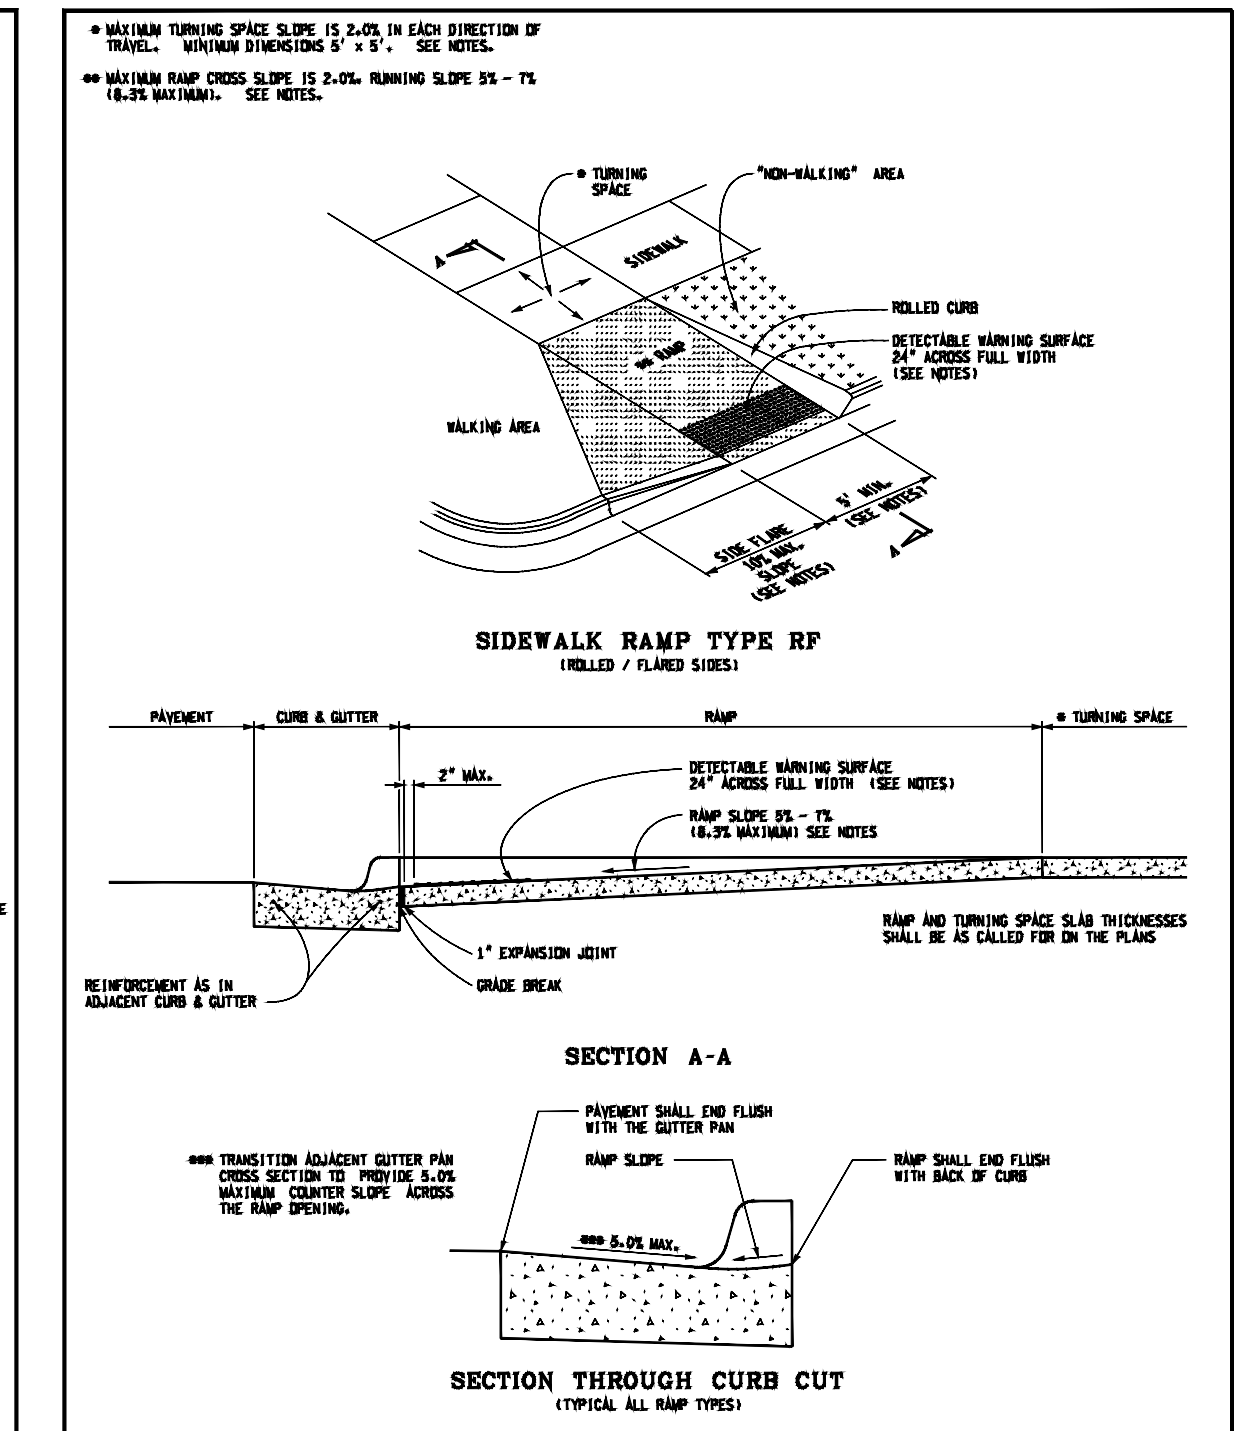 * MAXIMUM TURNING SPACE SLOPE IS 2.0% IN EACH DIRECTION OF
TRAVEL. MINIMUM DIMENSIONS 5' x 5'. SEE NOTES.
** MAXIMUM RAMP CROSS SLOPE IS 2.0%. RUNNING SLOPE 5% - 7%
(8.3% MAXIMUM). SEE NOTES.
* TURNING
SPACE
"NON-WALKING" AREA
A
SIDEWALK
ROLLED CURB
DETECTABLE WARNING SURFACE
24" ACROSS FULL WIDTH
(SEE NOTES)
** RAMP
WALKING AREA
5' MIN.
(SEE NOTES)
SIDE FLARE
10% MAX.
SLOPE
(SEE NOTES)
A
SIDEWALK RAMP TYPE RF
(ROLLED / FLARED SIDES)
PAVEMENT
CURB & GUTTER
RAMP
* TURNING SPACE
2" MAX.
DETECTABLE WARNING SURFACE
24" ACROSS FULL WIDTH (SEE NOTES)
RAMP SLOPE 5% - 7%
(8.3% MAXIMUM) SEE NOTES
E
RAMP AND TURNING SPACE SLAB THICKNESSES
SHALL BE AS CALLED FOR ON THE PLANS
1" EXPANSION JOINT
GRADE BREAK
REINFORCEMENT AS IN
ADJACENT CURB & GUTTER
SECTION A-A
PAVEMENT SHALL END FLUSH
WITH THE GUTTER PAN
*** TRANSITION ADJACENT GUTTER PAN
CROSS SECTION TO PROVIDE 5.0%
MAXIMUM COUNTER SLOPE ACROSS
THE RAMP OPENING.
RAMP SLOPE
RAMP SHALL END FLUSH
WITH BACK OF CURB
*** 5.0% MAX.
SECTION THROUGH CURB CUT
(TYPICAL ALL RAMP TYPES)